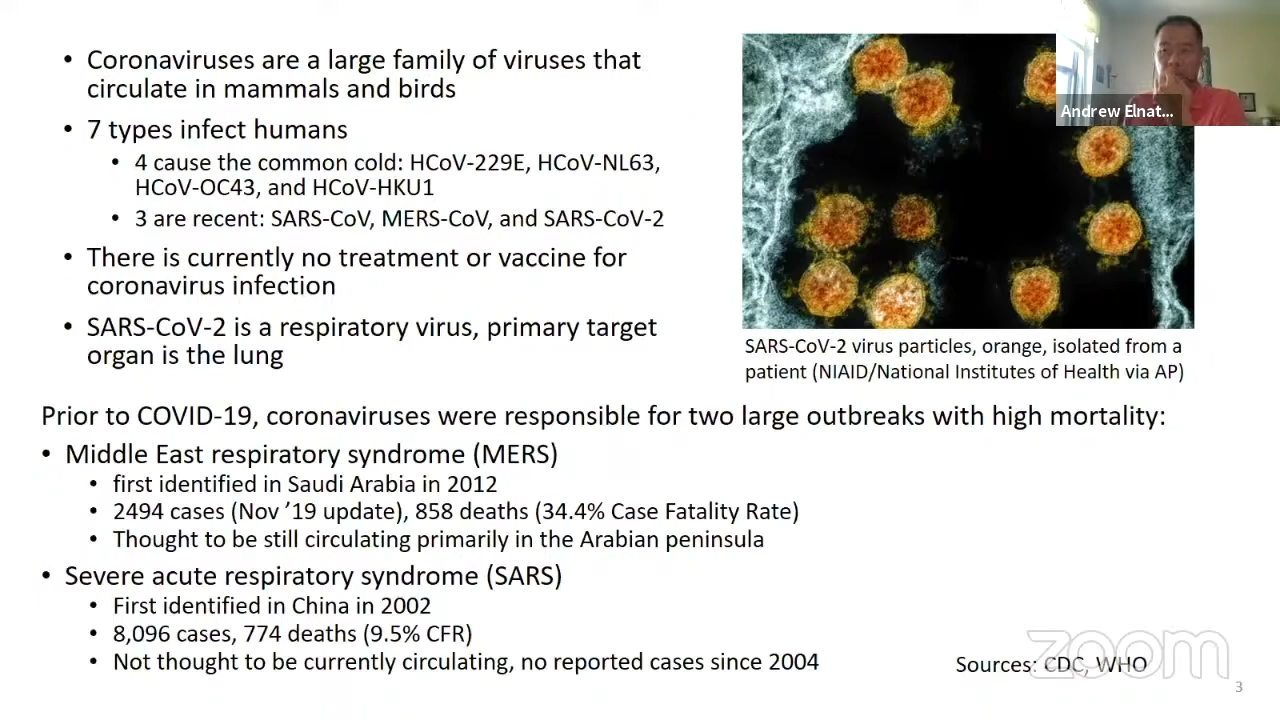 • Coronaviruses are a large family of viruses that
circulate in mammals and birds
• 7 types infect humans
• 4 cause the common cold: HCoV-229E, HCoV-NL63,
HCoV-OC43, and HCoV-HKU1
• 3 are recent: SARS-CoV, MERS-CoV, and SARS-CoV-2
• There is currently no treatment or vaccine for
coronavirus infection
• SARS-CoV-2 is a respiratory virus, primary target
organ is the lung
Andrew Elnat...
SARS-CoV-2 virus particles, orange, isolated from a
patient (NIAID/National Institutes of Health via AP)
Prior to COVID-19, coronaviruses were responsible for two large outbreaks with high mortality:
• Middle East respiratory syndrome (MERS)
• first identified in Saudi Arabia in 2012
• 2494 cases (Nov ’19 update), 858 deaths (34.4% Case Fatality Rate)
• Thought to be still circulating primarily in the Arabian peninsula
• Severe acute respiratory syndrome (SARS)
• First identified in China in 2002
• 8,096 cases, 774 deaths (9.5% CFR)
• Not thought to be currently circulating, no reported cases since 2004
Sources: CDC, WHO
zoom
3